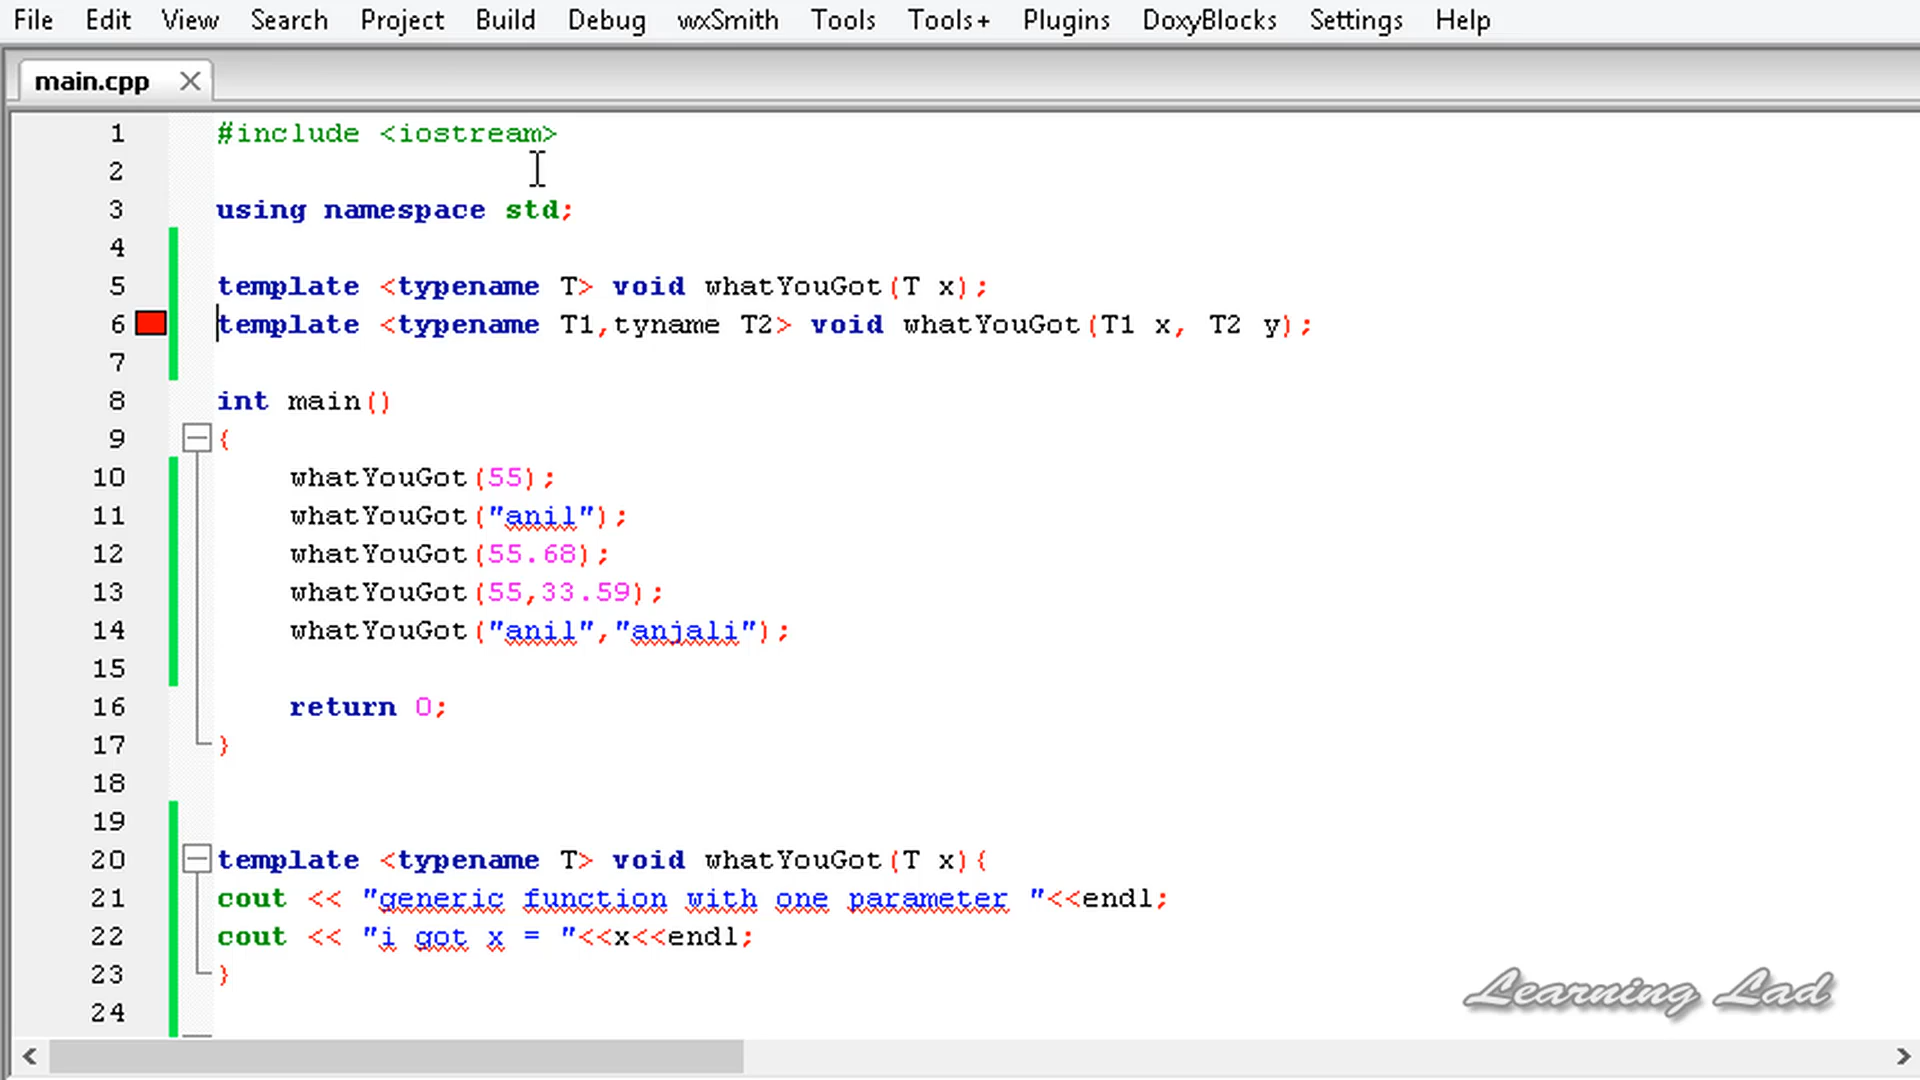 File Edit View Search Project Build Debug wxSmith Tools Tools+ Plugins DoxyBlocks Settings Help
main.cpp
1 #include <iostream>
2
3 using namespace std;
4
5 template <typename T> void whatYouGot(T x);
6 template <typename T1,tyname T2> void whatYouGot(T1 x, T2 y);
7
8 int main()
9 {
10 whatYouGot(55);
11 whatYouGot("anil");
12 whatYouGot(55.68);
13 whatYouGot(55,33.59);
14 whatYouGot("anil","anjali");
15
16 return 0;
17 }
18
19
20 template <typename T> void whatYouGot(T x){
21 cout << "generic function with one parameter "<<endl;
22 cout << "i got x = "<<x<<endl;
23 }
24
Learning Lad